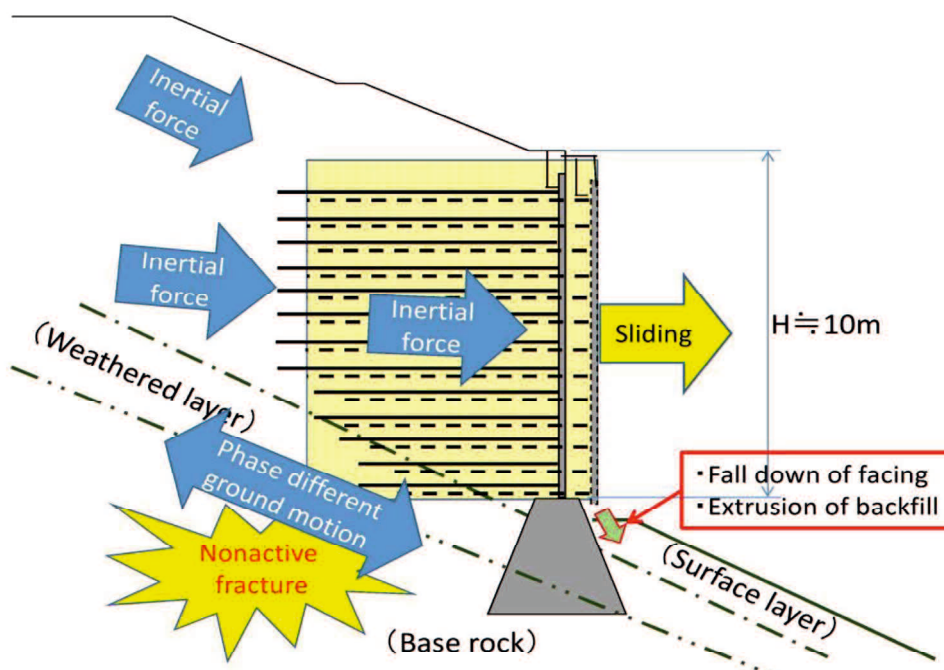 Inertial
force
Inertial
force
Inertial
force
Sliding
H≒10m
(Weathered layer)
Phase different
ground motion
・Fall down of facing
・Extrusion of backfill
Nonactive
fracture
(Surface layer)
(Base rock)